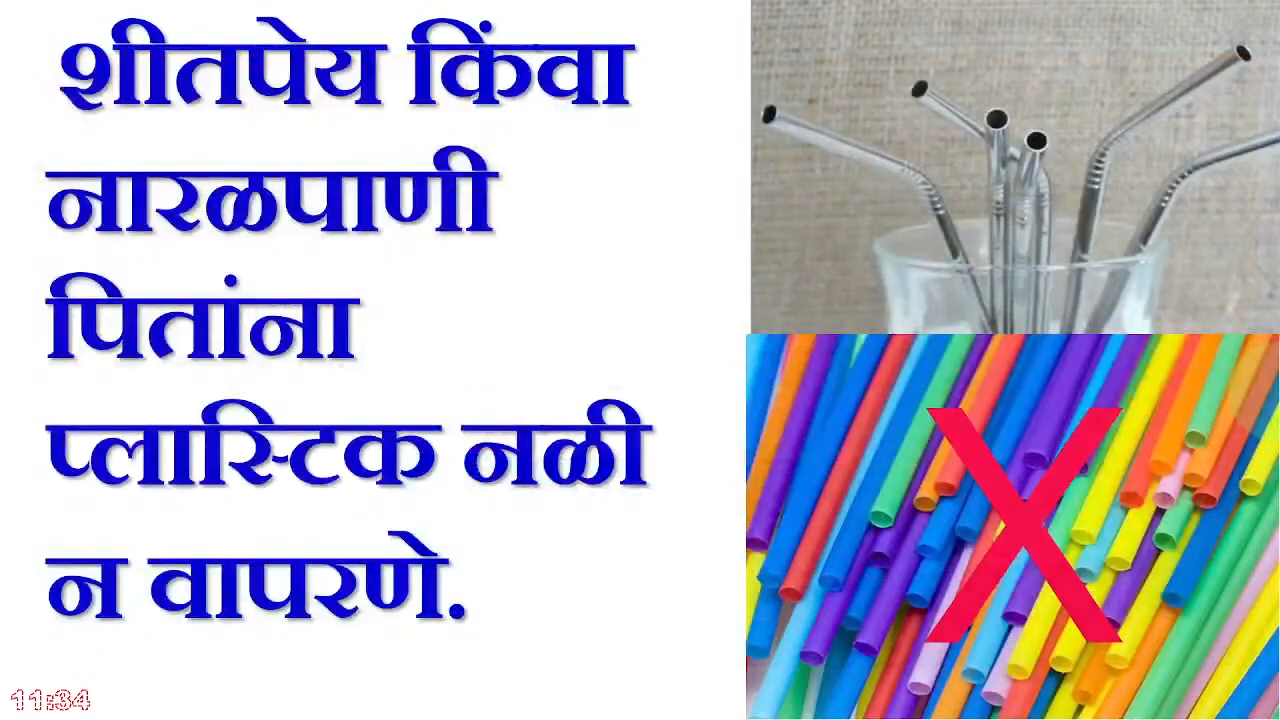 शीतपेय किंवा
नारळपाणी
पितांना
प्लास्टिक नळी
न वापरणे.
11:34